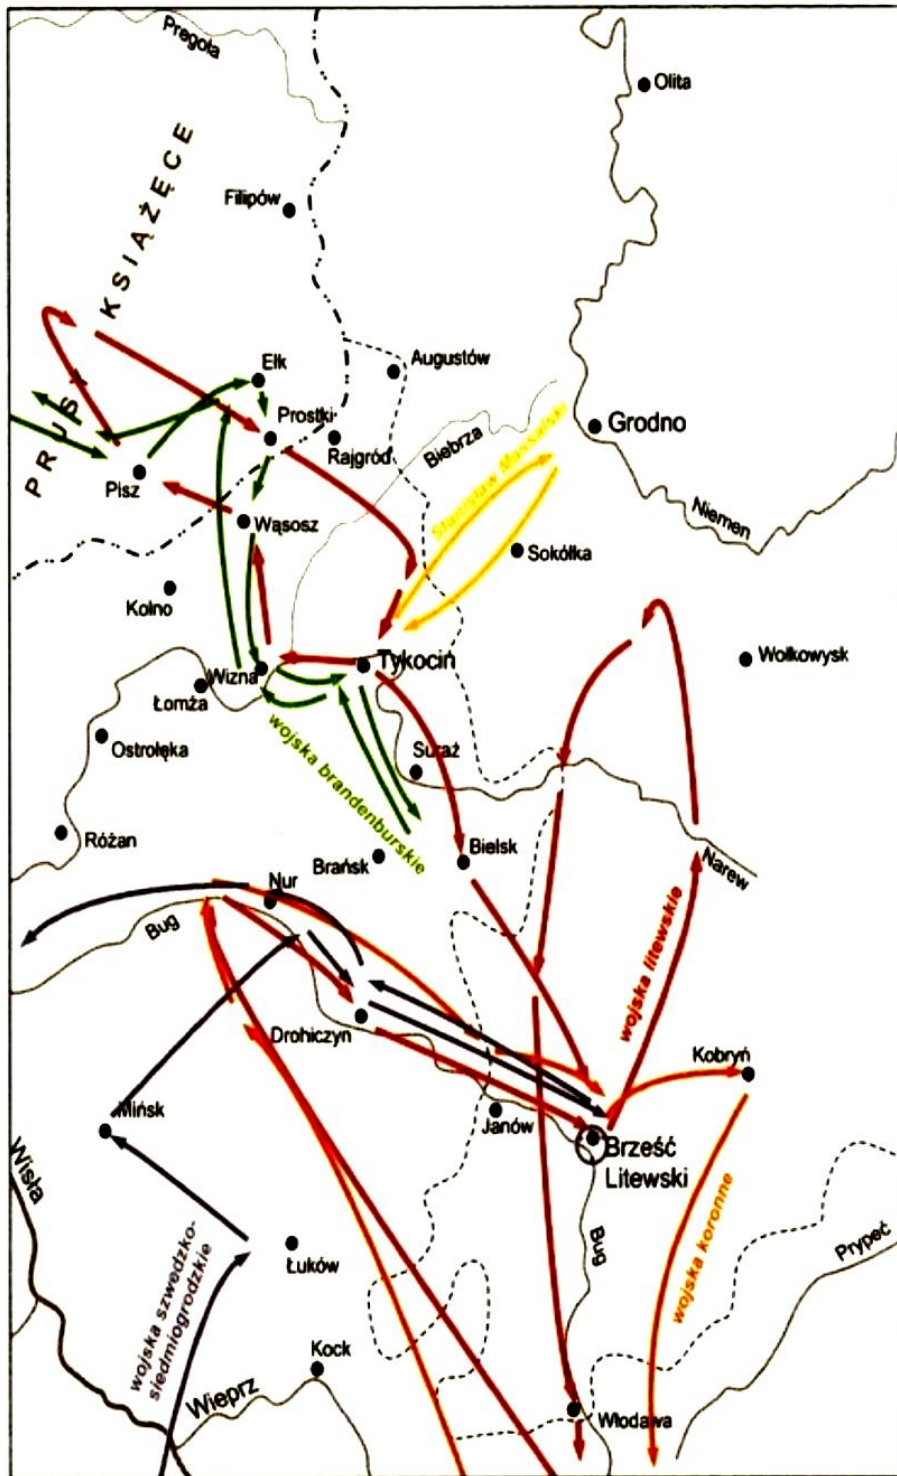 Pregoła
Olita
Filipów
PRUSY KSIĄŻĘCE
Ełk
Augustów
Prostki
Rajgród
Biebrza
Stanisław Massalski
Grodno
Pisz
Wąsosz
Niemen
Sokółka
Kolno
Wizna
Tykocin
Wołkowysk
Łomża
Ostrołęka
wojska brandenburskie
Suraż
Różan
Brańsk
Bielsk
Narew
Nur
Bug
wojska litewskie
Drohiczyn
Kobryń
Mińsk
Janów
Brześć
Litewski
Wisła
wojska szwedzko-
siedmiogrodzkie
Łuków
Bug
wojska koronne
Prypeć
Kock
Wieprz
Włodawa